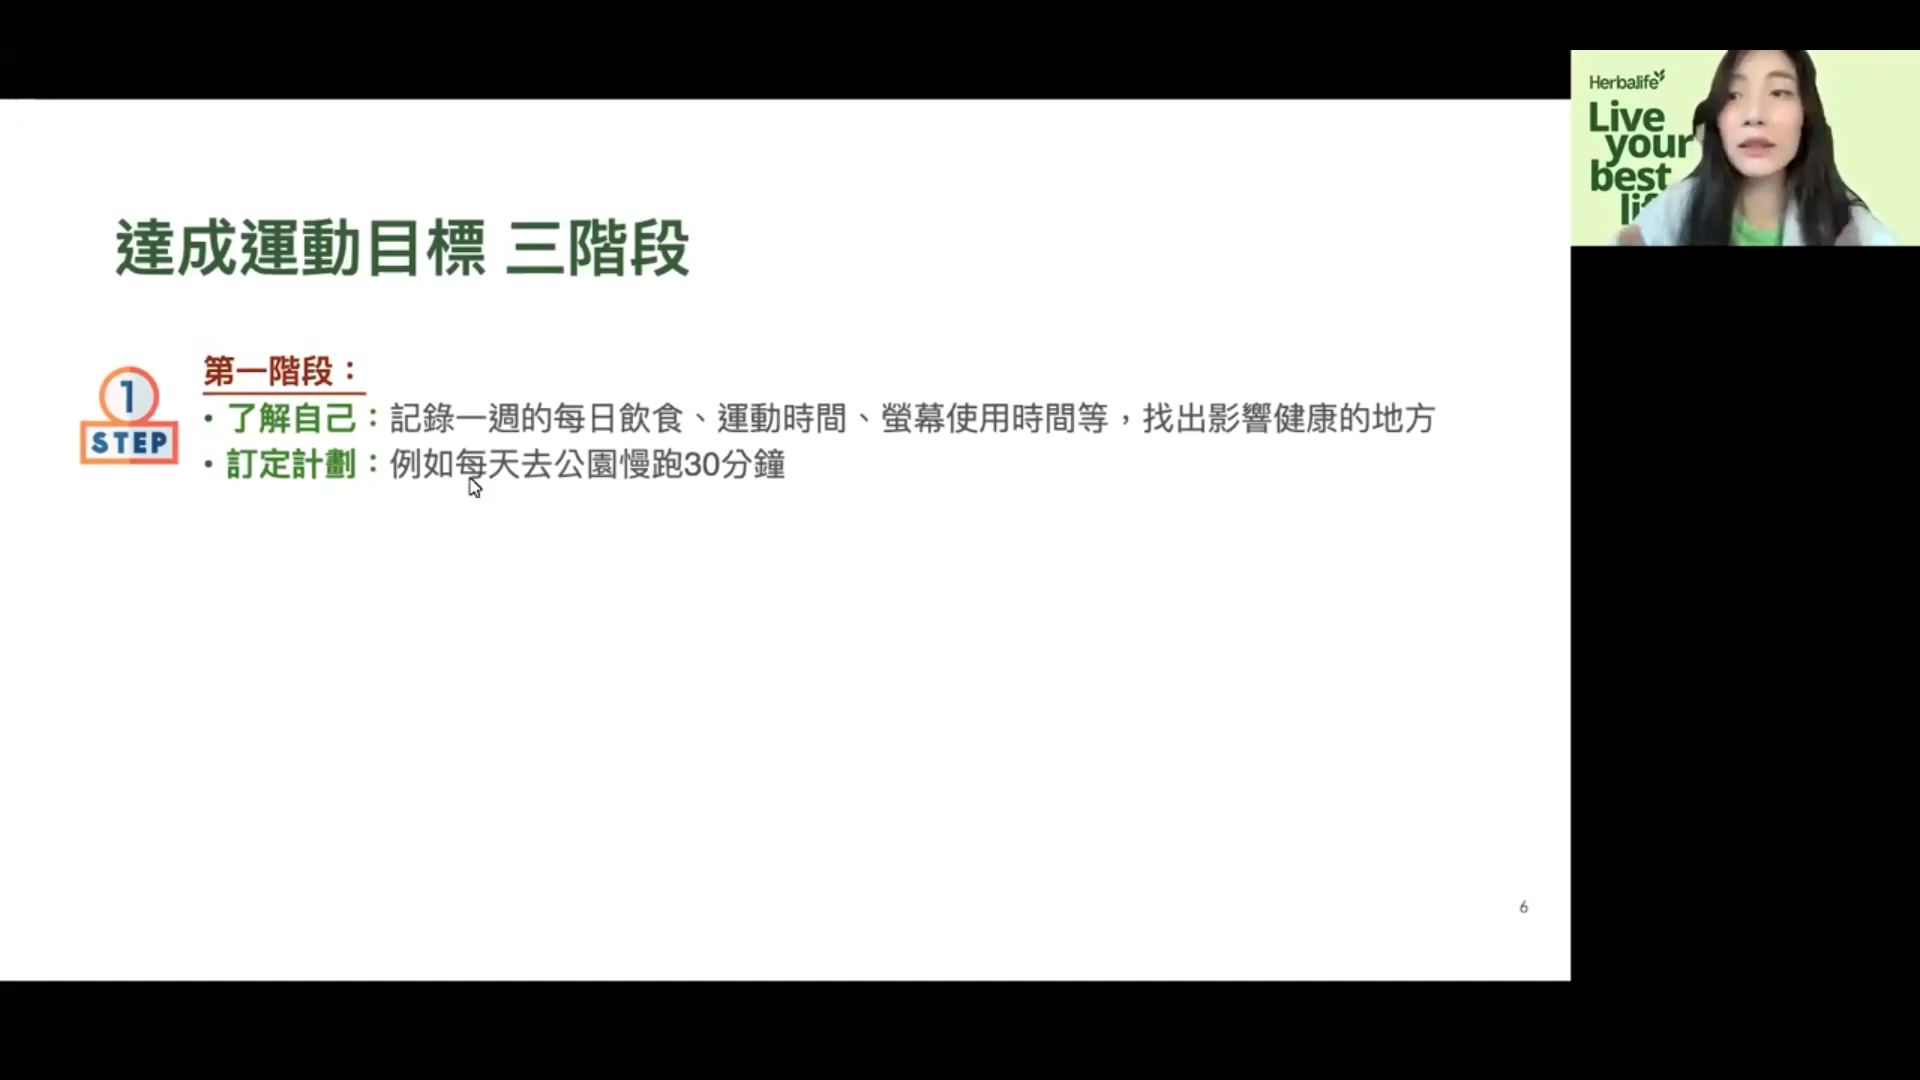 達成運動目標 三階段
1
STEP
第一階段：
• 了解自己：記錄一週的每日飲食、運動時間、螢幕使用時間等，找出影響健康的地方
• 訂定計劃：例如每天去公園慢跑30分鐘
6
Herbalife
Live
your
best